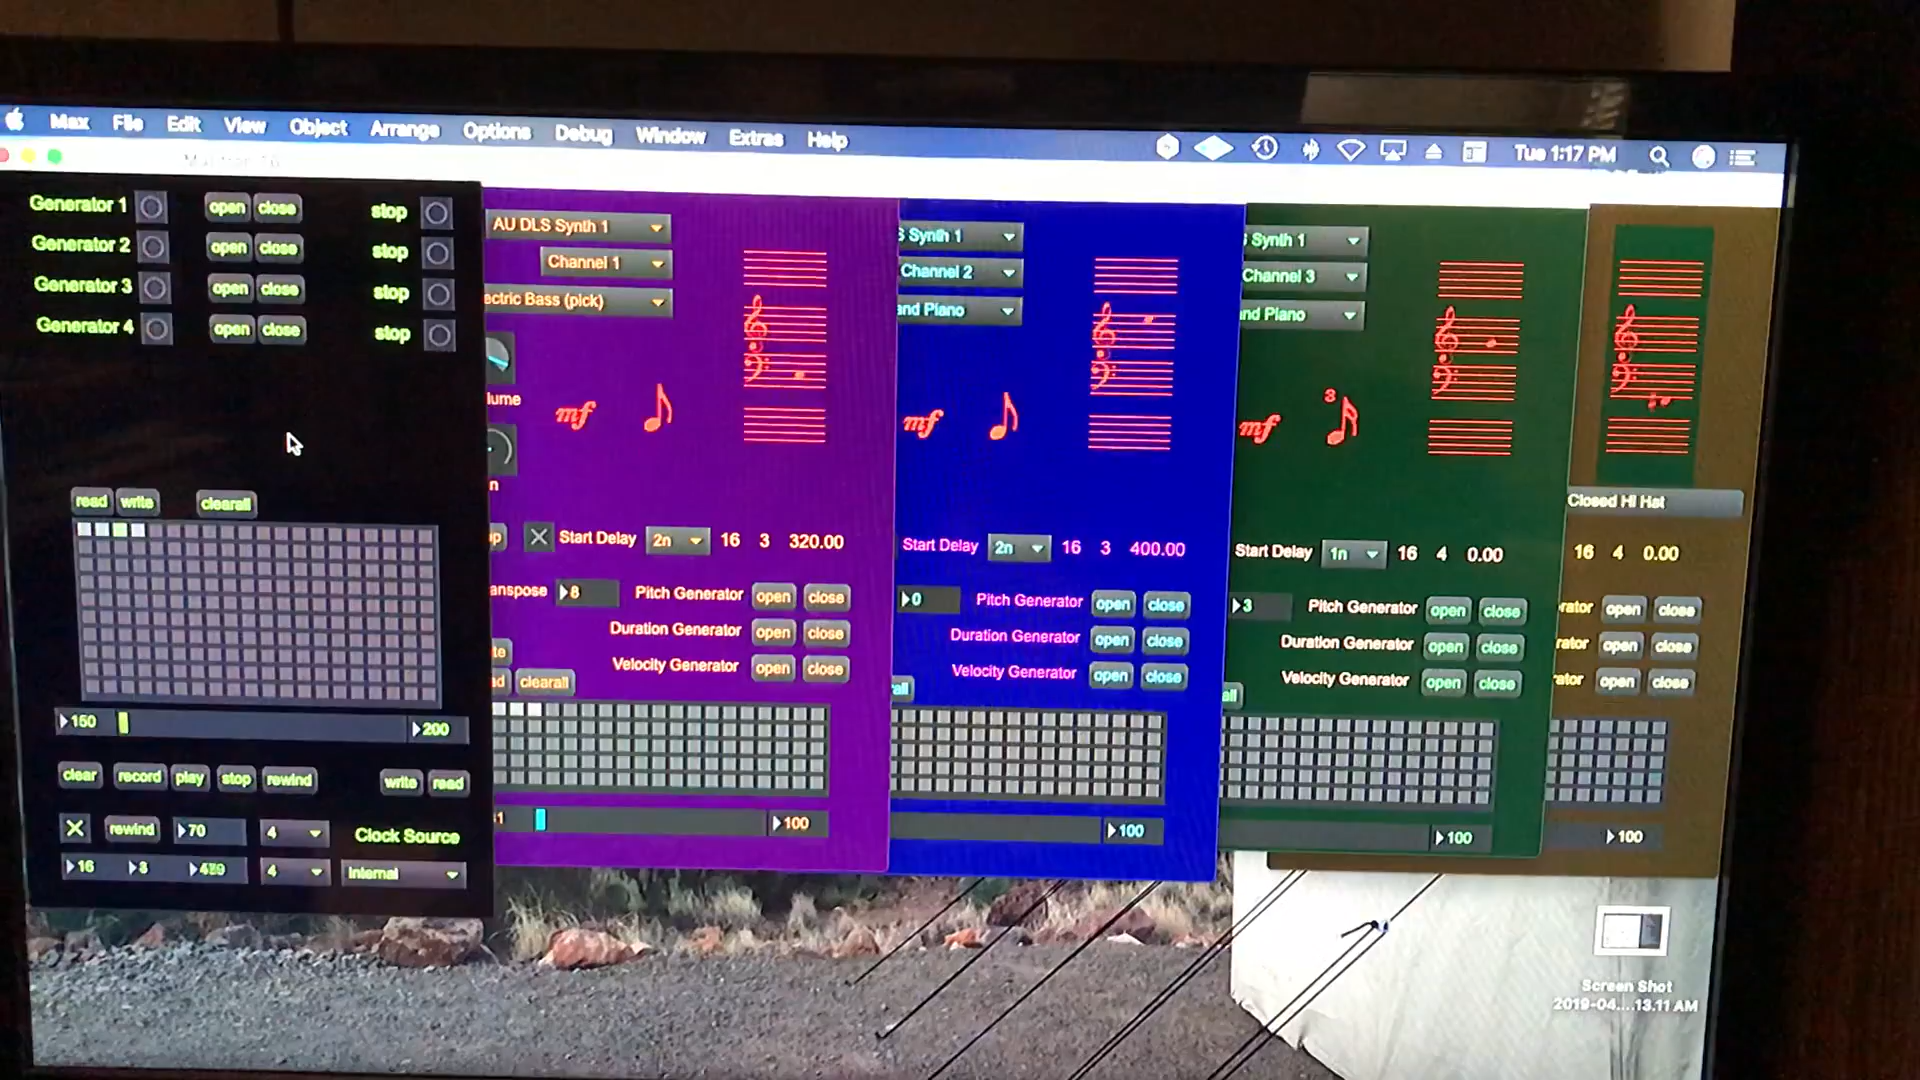 Max File Edit View Object Arrange Options Debug Window Extras Help
Tue 1:17 PM
Generator 1 open close stop
Generator 2 open close stop
Generator 3 open close stop
Generator 4 open close stop
read write clearall
150 200
clear record play stop rewind write read
rewind 70 4 Clock Source
16 3 4 Internal
AU DLS Synth 1
Channel 1
ectric Bass (pick)
lume
mf
n
Start Delay 2n 16 3 320.00
anspose 8 Pitch Generator open close
Duration Generator open close
Velocity Generator open close
clearall
100
S Synth 1
Channel 2
and Piano
mf
Start Delay 2n 16 3 400.00
0 Pitch Generator open close
Duration Generator open close
Velocity Generator open close
all
100
Synth 1
Channel 3
nd Piano
mf
3
Start Delay 1n 16 4 0.00
3 Pitch Generator open close
Duration Generator open close
Velocity Generator open close
all
100
Closed Hi Hat
16 4 0.00
rator open close
rator open close
rator open close
100
Screen Shot
2019-04....13.11 AM